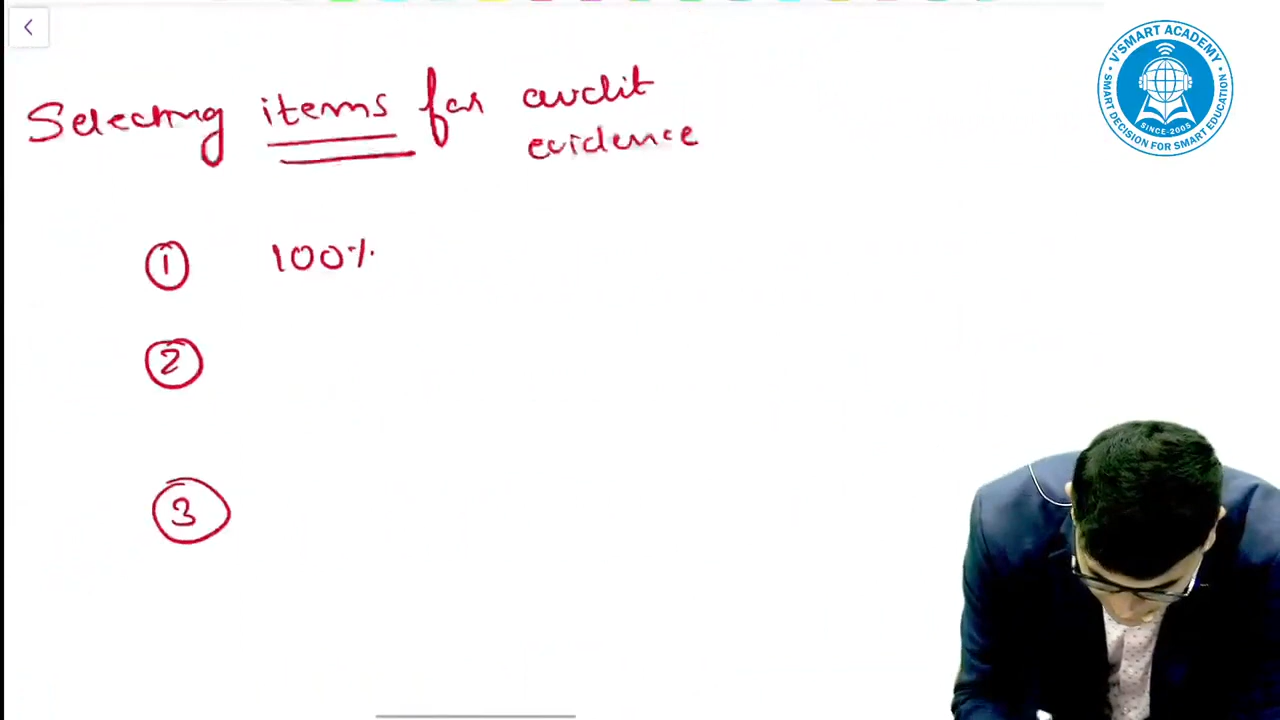 Selecting items for audit
evidence
① 100%
②
③
V'SMART ACADEMY
SINCE-2005
SMART DECISION FOR SMART EDUCATION